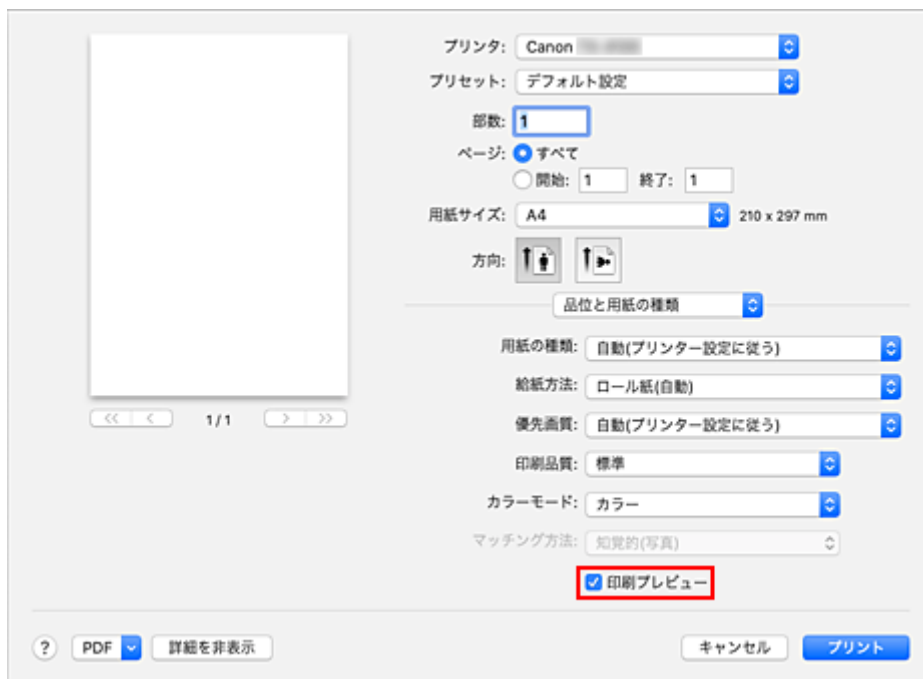 プリンタ: Canon
プリセット: デフォルト設定
部数: 1
ページ: すべて
開始: 1 終了: 1
用紙サイズ: A4 210 x 297 mm
方向:
品位と用紙の種類
用紙の種類: 自動(プリンター設定に従う)
給紙方法: ロール紙(自動)
<< < 1/1 > >>
優先画質: 自動(プリンター設定に従う)
印刷品質: 標準
カラーモード: カラー
マッチング方法: 知覚的(写真)
印刷プレビュー
? PDF 詳細を非表示 キャンセル プリント